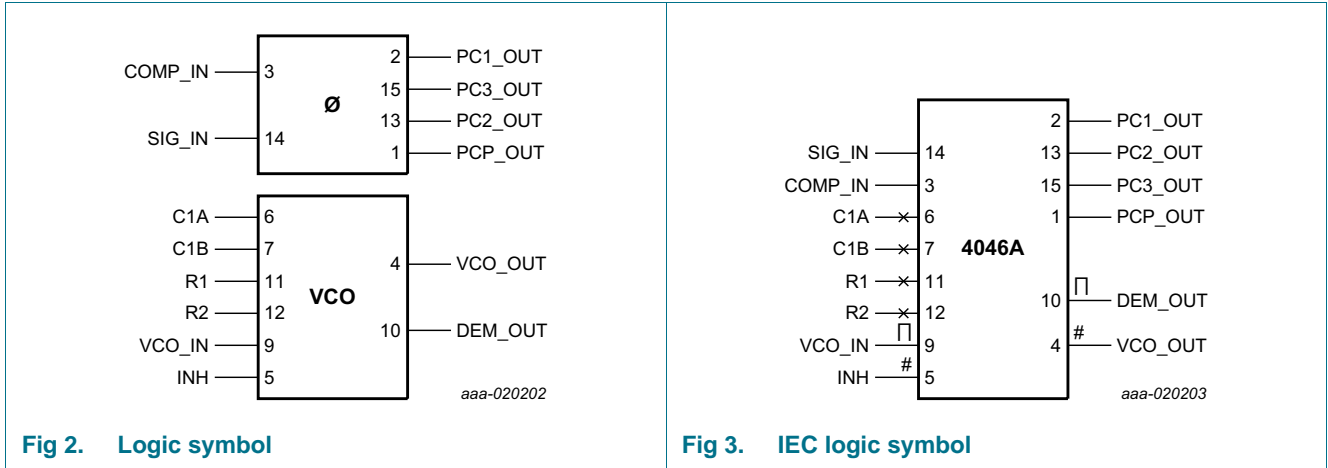 COMP_IN 3
SIG_IN 14
Ø
2 PC1_OUT
15 PC3_OUT
13 PC2_OUT
1 PCP_OUT
C1A 6
C1B 7
R1 11
R2 12
VCO_IN 9
INH 5
VCO
4 VCO_OUT
10 DEM_OUT
aaa-020202
Fig 2. Logic symbol
SIG_IN 14
COMP_IN 3
C1A 6
C1B 7
R1 11
R2 12
VCO_IN ∏ 9
INH # 5
4046A
2 PC1_OUT
13 PC2_OUT
15 PC3_OUT
1 PCP_OUT
10 ∏ DEM_OUT
4 # VCO_OUT
aaa-020203
Fig 3. IEC logic symbol